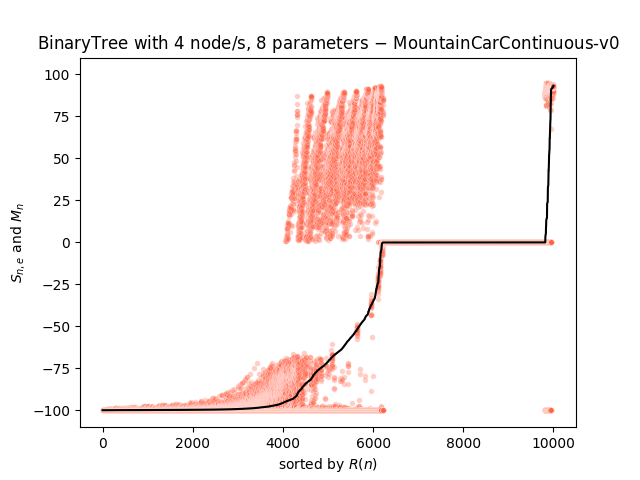 BinaryTree with 4 node/s, 8 parameters − MountainCarContinuous-v0
100
75
50
25
0
−25
−50
−75
−100
S_{n,e} and M_n
0 2000 4000 6000 8000 10000
sorted by R(n)